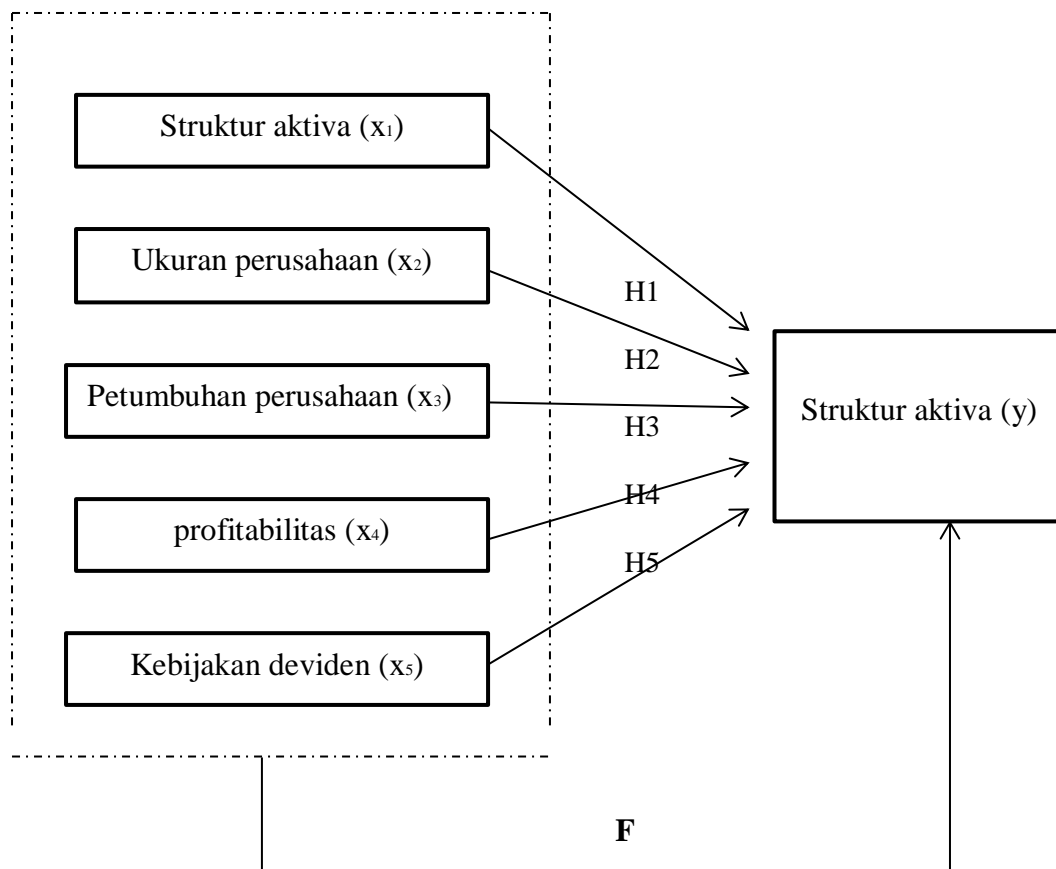 Struktur aktiva (x₁)
Ukuran perusahaan (x₂)
H1
H2
Petumbuhan perusahaan (x₃)
Struktur aktiva (y)
H3
H4
profitabilitas (x₄)
H5
Kebijakan deviden (x₅)
F